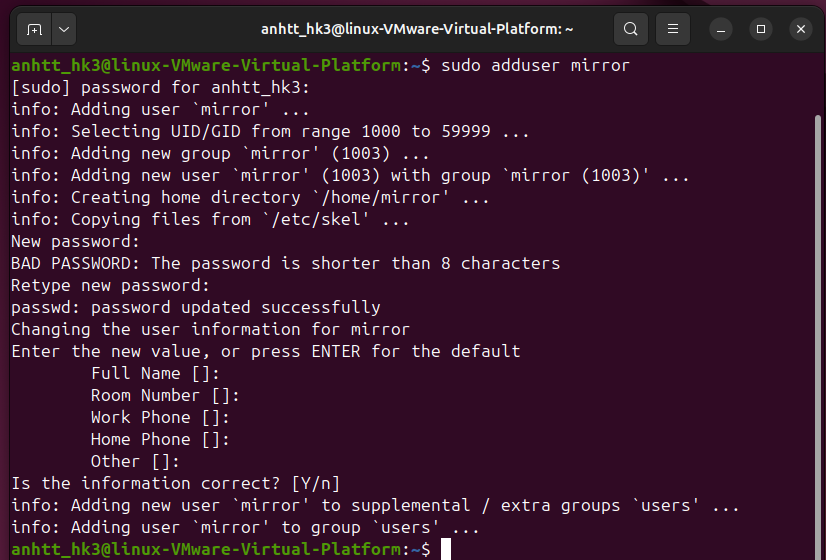 anhtt_hk3@linux-VMware-Virtual-Platform: ~
anhtt_hk3@linux-VMware-Virtual-Platform:~$ sudo adduser mirror
[sudo] password for anhtt_hk3:
info: Adding user `mirror' ...
info: Selecting UID/GID from range 1000 to 59999 ...
info: Adding new group `mirror' (1003) ...
info: Adding new user `mirror' (1003) with group `mirror (1003)' ...
info: Creating home directory `/home/mirror' ...
info: Copying files from `/etc/skel' ...
New password:
BAD PASSWORD: The password is shorter than 8 characters
Retype new password:
passwd: password updated successfully
Changing the user information for mirror
Enter the new value, or press ENTER for the default
        Full Name []:
        Room Number []:
        Work Phone []:
        Home Phone []:
        Other []:
Is the information correct? [Y/n]
info: Adding new user `mirror' to supplemental / extra groups `users' ...
info: Adding user `mirror' to group `users' ...
anhtt_hk3@linux-VMware-Virtual-Platform:~$